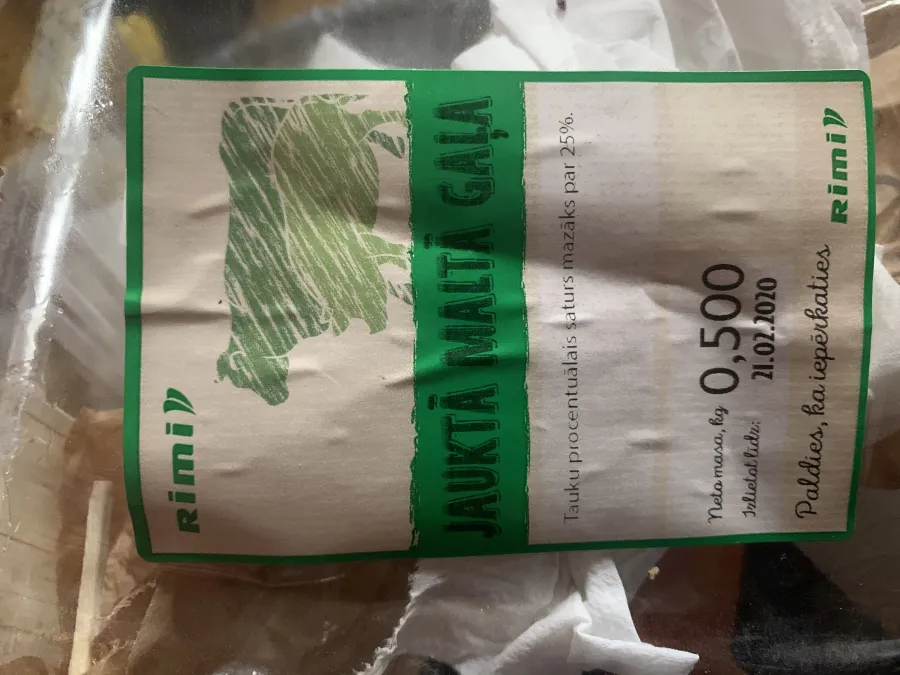 Rimi
JAUKTĀ MALTĀ GAĻA
Tauku procentuālais saturs mazāks par 25%.
Neto masa, kg 0,500
Izlietot līdz: 21.02.2020
Paldies, ka iepērkaties Rimi